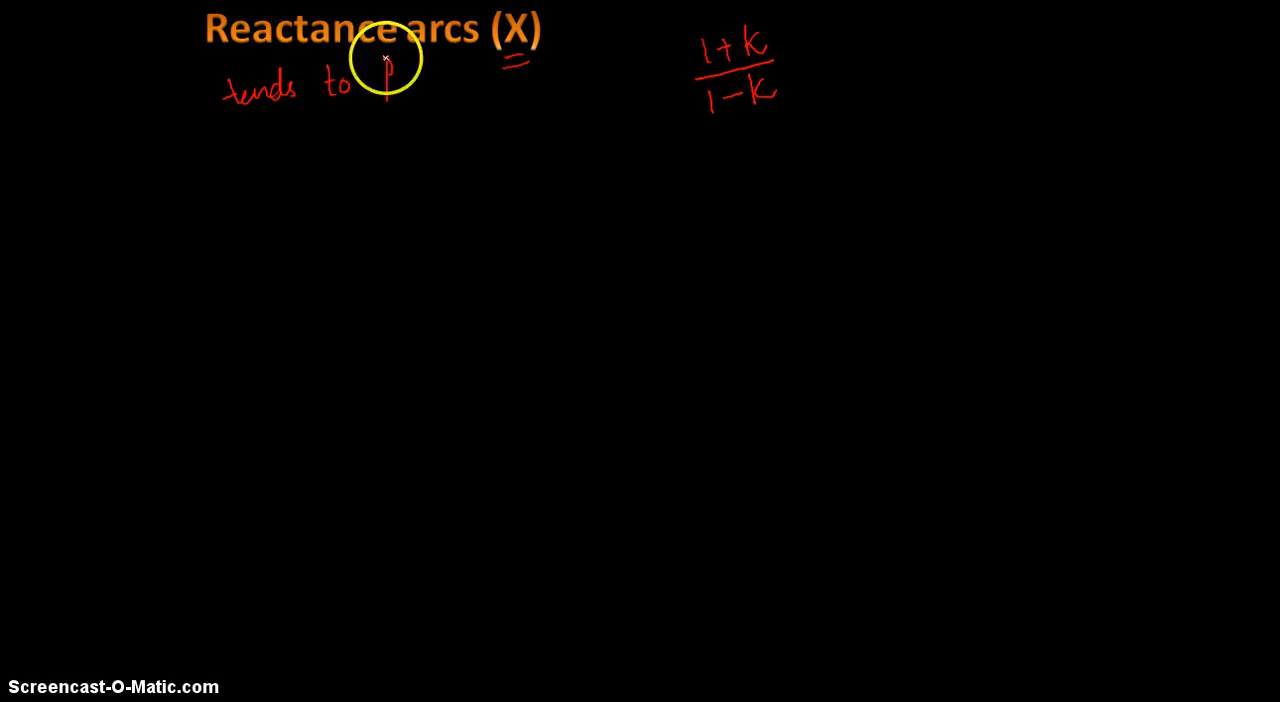 Reactance arcs (X)
tends to p
1+k
1-k
Screencast-O-Matic.com